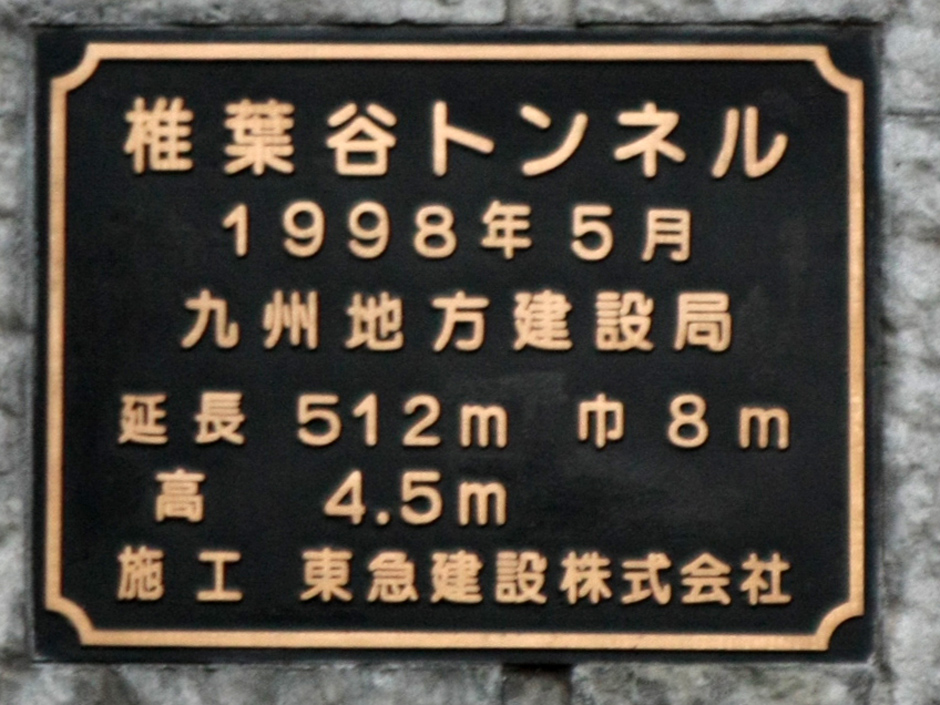 椎葉谷トンネル
1998年5月
九州地方建設局
延長 512m 巾 8m
高 4.5m
施工 東急建設株式会社